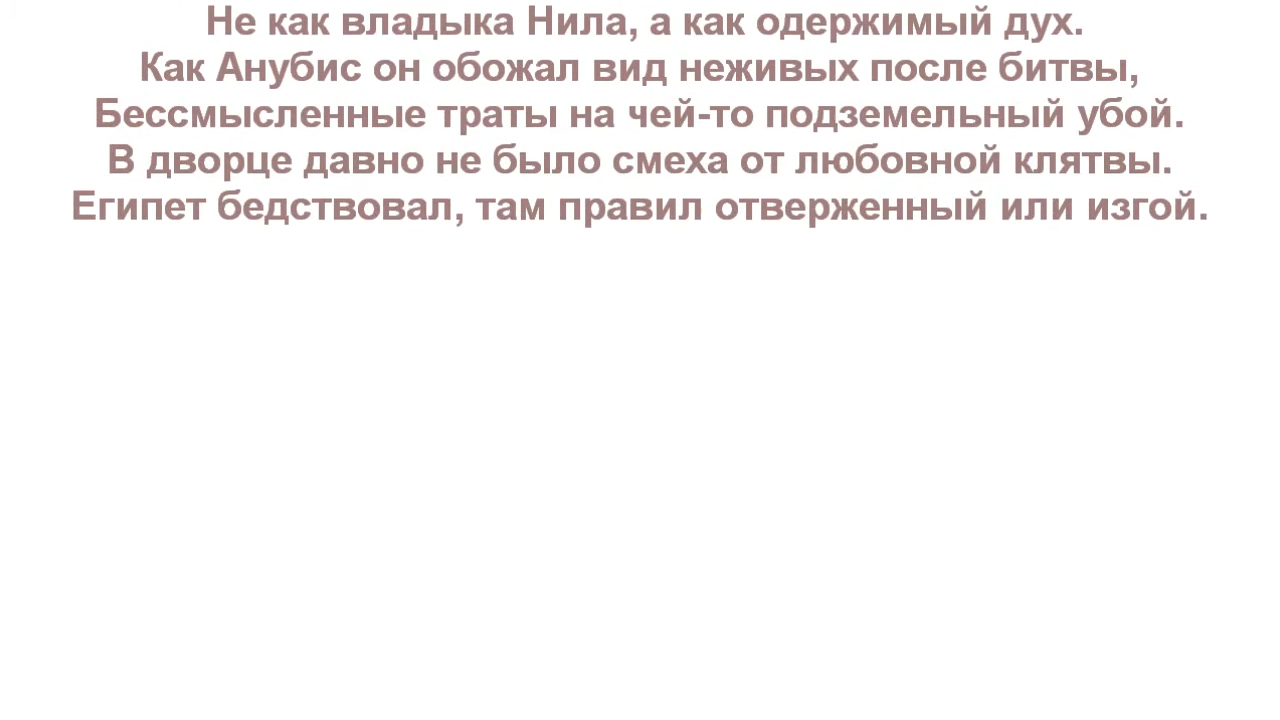 Не как владыка Нила, а как одержимый дух.
Как Анубис он обожал вид неживых после битвы,
Бессмысленные траты на чей-то подземельный убой.
В дворце давно не было смеха от любовной клятвы.
Египет бедствовал, там правил отверженный или изгой.